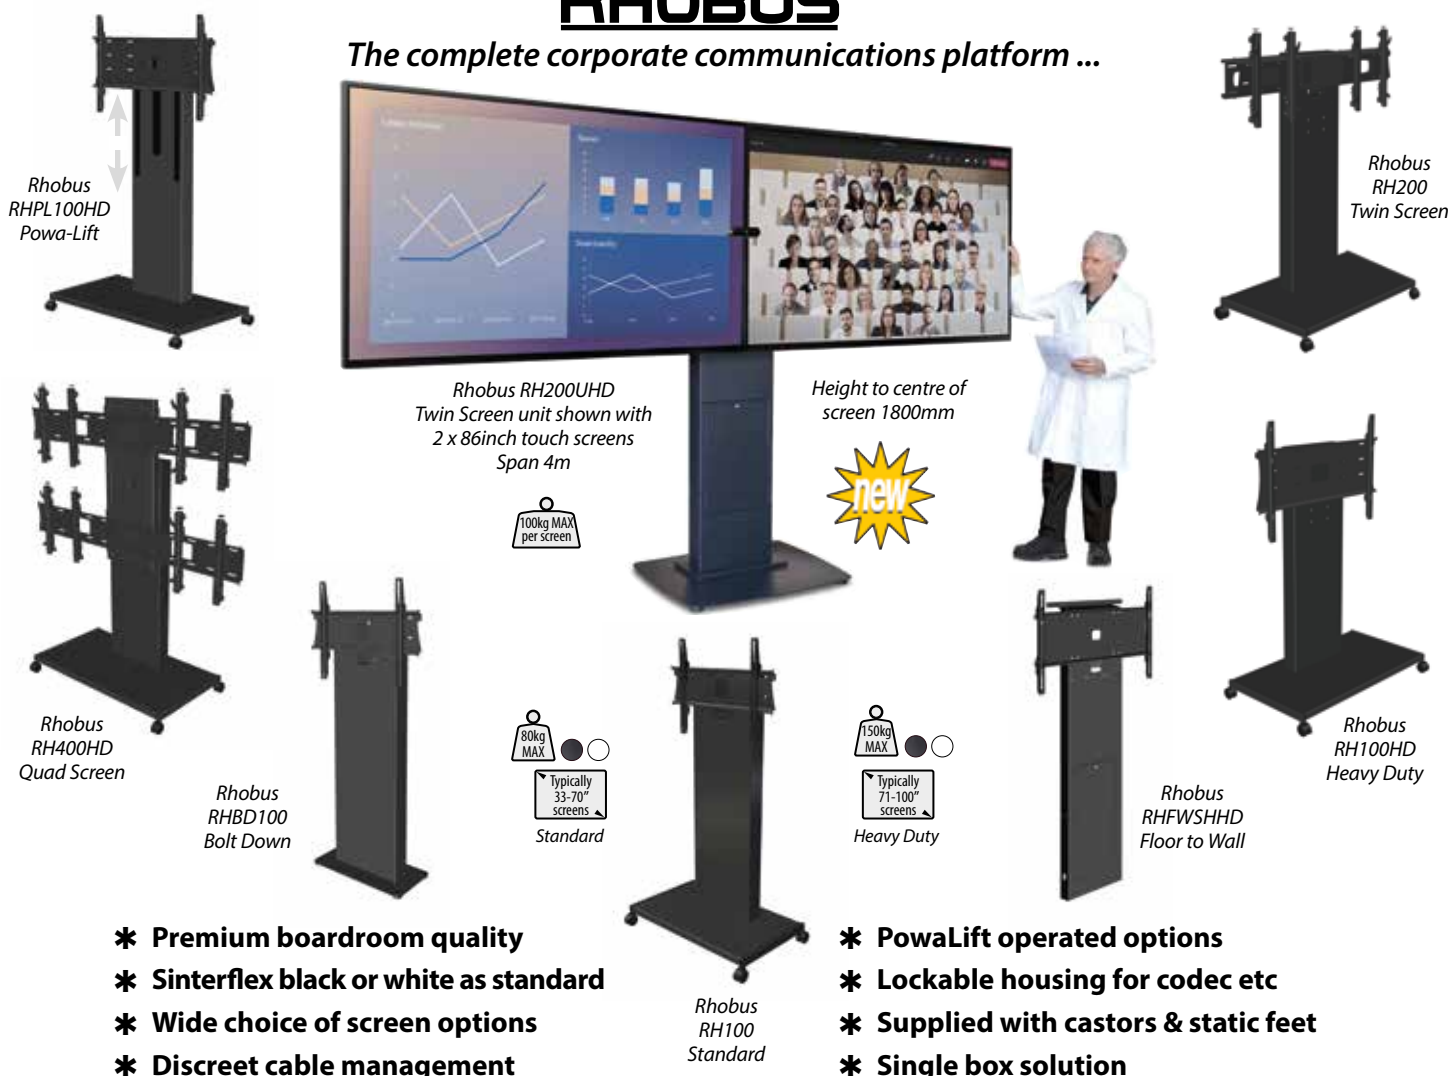 RHOBUS
The complete corporate communications platform ...
Rhobus
RHPL100HD
Powa-Lift
Rhobus
RH200
Twin Screen
Rhobus RH200UHD
Twin Screen unit shown with
2 x 86inch touch screens
Span 4m
Height to centre of
screen 1800mm
new
100kg MAX
per screen
Rhobus
RH400HD
Quad Screen
Rhobus
RHBD100
Bolt Down
80kg
MAX
Typically
33-70"
screens
Standard
150kg
MAX
Typically
71-100"
screens
Heavy Duty
Rhobus
RHFWSHHD
Floor to Wall
Rhobus
RH100HD
Heavy Duty
Rhobus
RH100
Standard
✱ Premium boardroom quality
✱ Sinterflex black or white as standard
✱ Wide choice of screen options
✱ Discreet cable management
✱ PowaLift operated options
✱ Lockable housing for codec etc
✱ Supplied with castors & static feet
✱ Single box solution